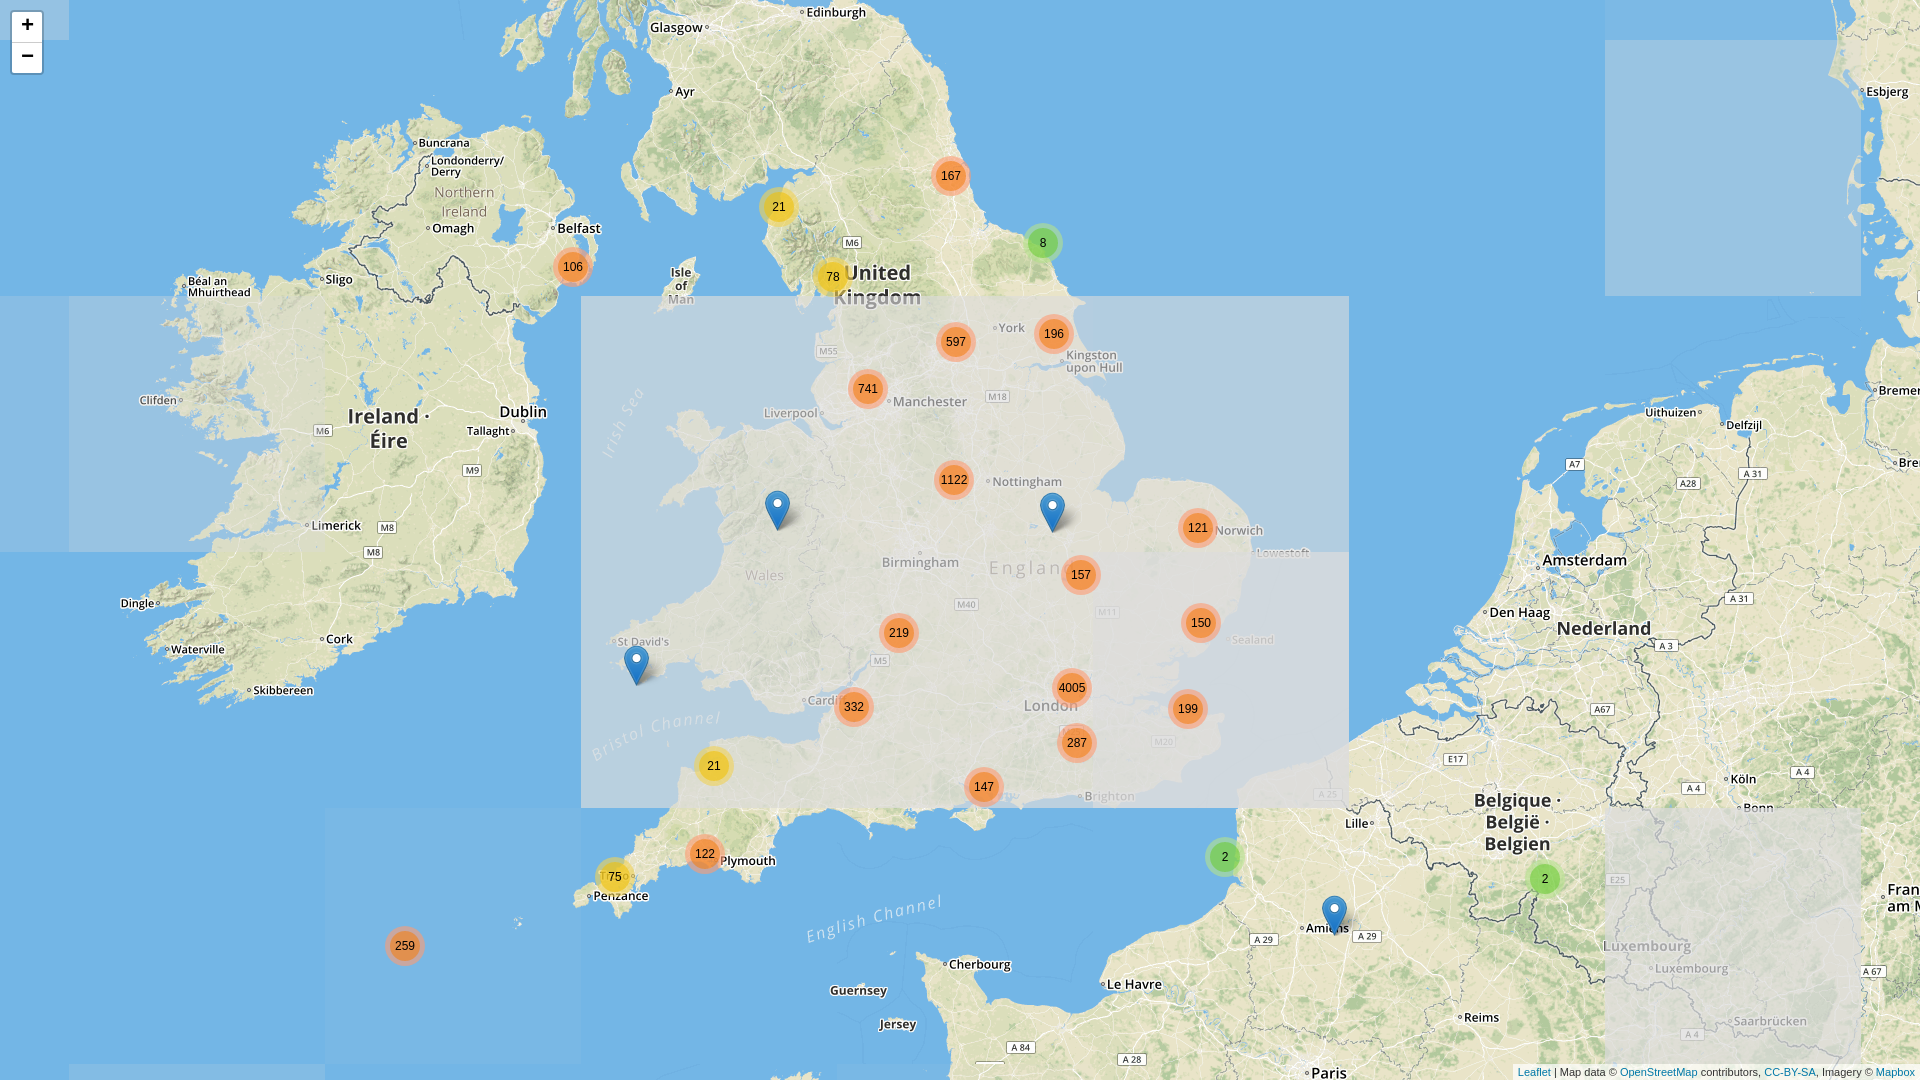 +
−
Glasgow
Edinburgh
Ayr
Esbjerg
Buncrana
Londonderry/
Derry
Northern
Ireland
Omagh
Belfast
167
21
M6
8
106
78
United
Kingdom
Isle
of
Man
Sligo
Béal an
Mhuirthead
York
196
597
M55
Kingston
upon Hull
741
Manchester
M18
Liverpool
Irish Sea
Clifden
Ireland ·
Éire
Dublin
Tallaght
M6
M9
Uithuizen
Delfzijl
A7
A 31
A28
1122
Nottingham
Limerick
M8
M8
121
Norwich
Lowestoft
Birmingham
Wales
157
M40
M11
Amsterdam
Den Haag
A 31
Nederland
A 3
Dingle
Cork
Waterville
Skibbereen
219
150
Sealand
St David's
M5
4005
London
332
199
287
M20
A67
Bristol Channel
E17
21
147
Brighton
A 25
Köln
A 4
A 4
Bonn
Belgique ·
België ·
Belgien
Lille
122
Plymouth
75
Penzance
2
2
E25
English Channel
259
Amiens
A 29
A 29
Luxembourg
Luxembourg
A 67
Cherbourg
Le Havre
Guernsey
Jersey
Reims
Saarbrücken
A 4
A 84
A 28
Paris
Leaflet | Map data © OpenStreetMap contributors, CC-BY-SA, Imagery © Mapbox